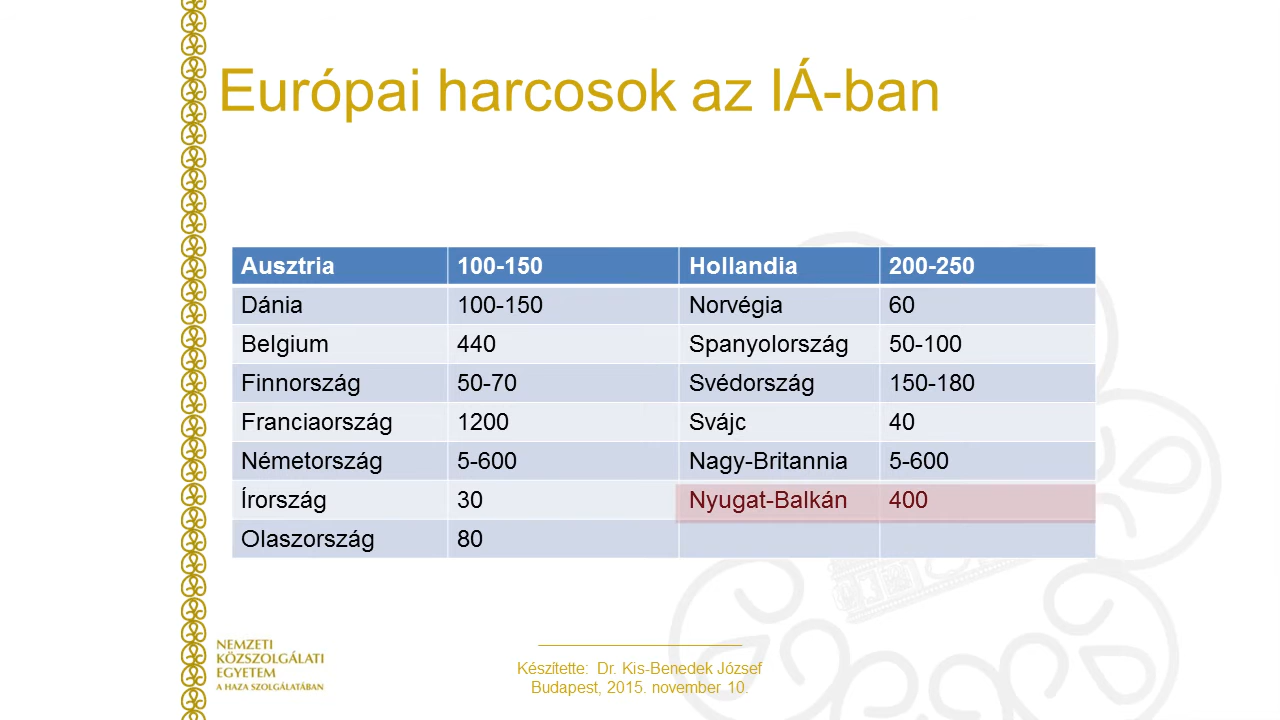 Európai harcosok az IÁ-ban
Ausztria 100-150 Hollandia 200-250
Dánia 100-150 Norvégia 60
Belgium 440 Spanyolország 50-100
Finnország 50-70 Svédország 150-180
Franciaország 1200 Svájc 40
Németország 5-600 Nagy-Britannia 5-600
Írország 30 Nyugat-Balkán 400
Olaszország 80
NEMZETI
KÖZSZOLGÁLATI
EGYETEM
A HAZA SZOLGÁLATÁBAN
Készítette: Dr. Kis-Benedek József
Budapest, 2015. november 10.